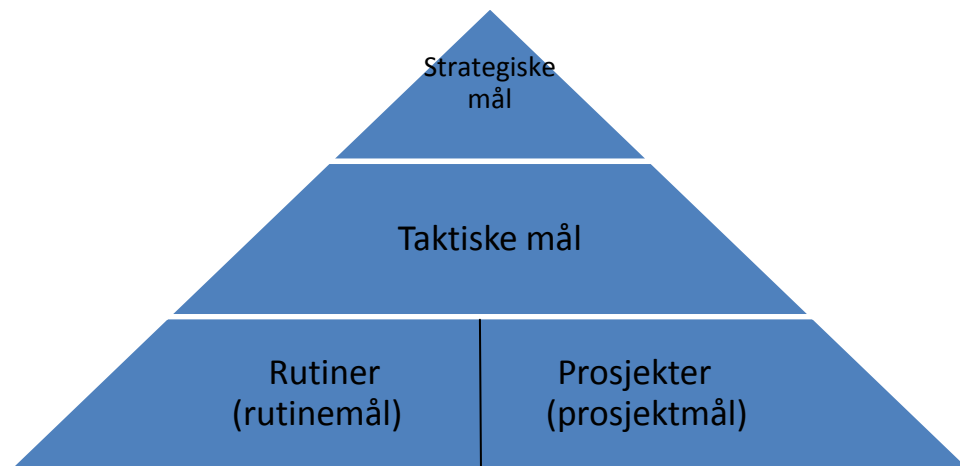 Strategiske
mål
Taktiske mål
Rutiner
(rutinemål)
Prosjekter
(prosjektmål)